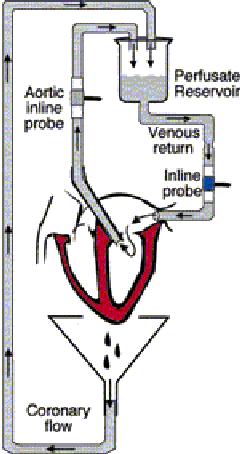 Perfusate
Reservoir
Aortic
inline
probe
Venous
return
Inline
probe
Coronary
flow